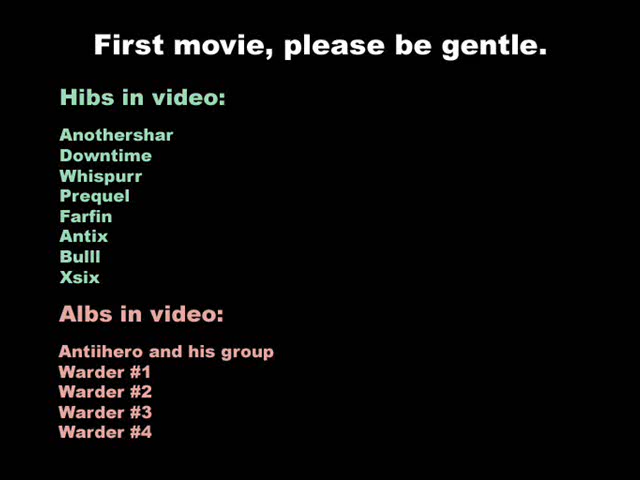 First movie, please be gentle.
Hibs in video:
Anothershar
Downtime
Whispurr
Prequel
Farfin
Antix
Bulll
Xsix
Albs in video:
Antiihero and his group
Warder #1
Warder #2
Warder #3
Warder #4